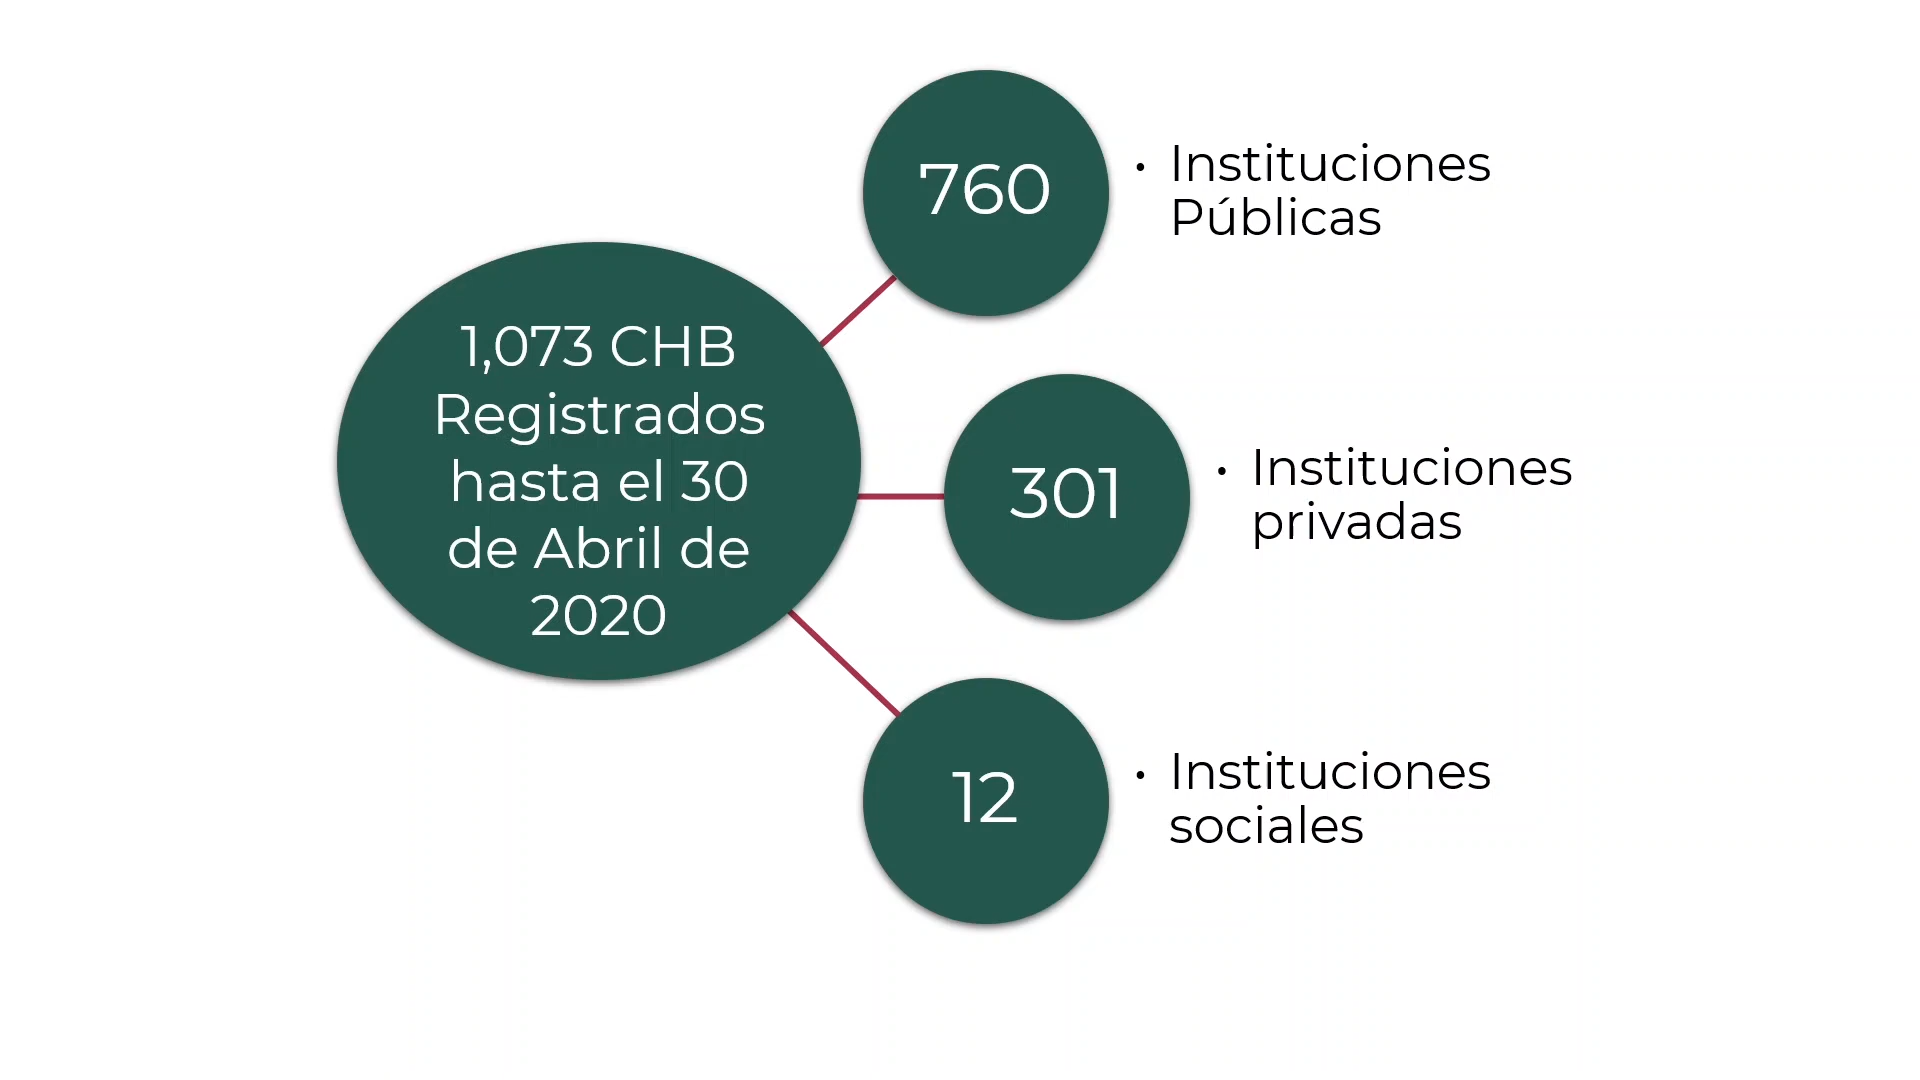 1,073 CHB
Registrados
hasta el 30
de Abril de
2020
760
• Instituciones
Públicas
301
• Instituciones
privadas
12
• Instituciones
sociales